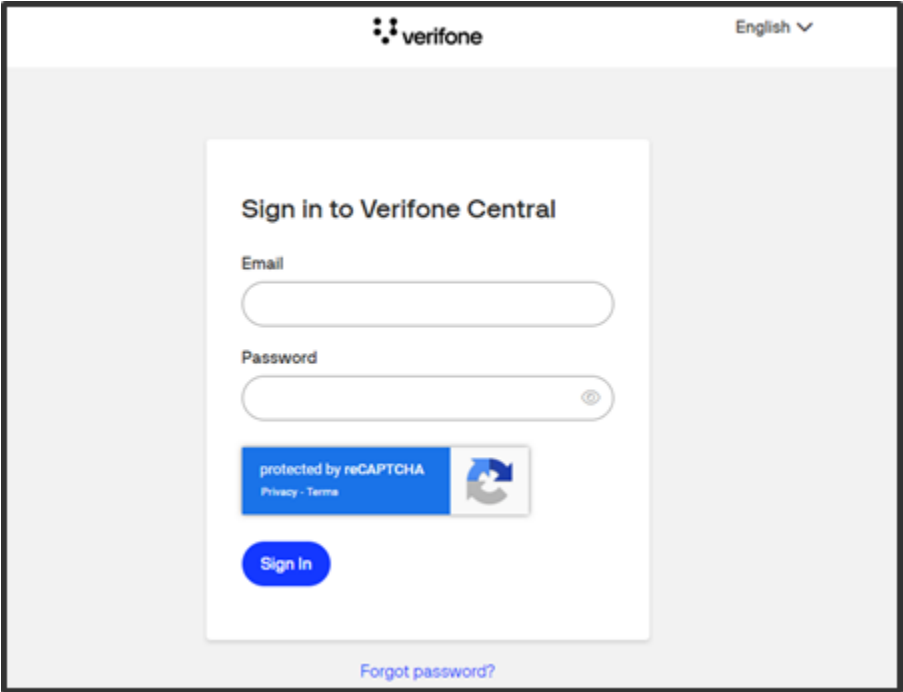 verifone
English
Sign in to Verifone Central
Email
Password
protected by reCAPTCHA
Privacy - Terms
Sign In
Forgot password?